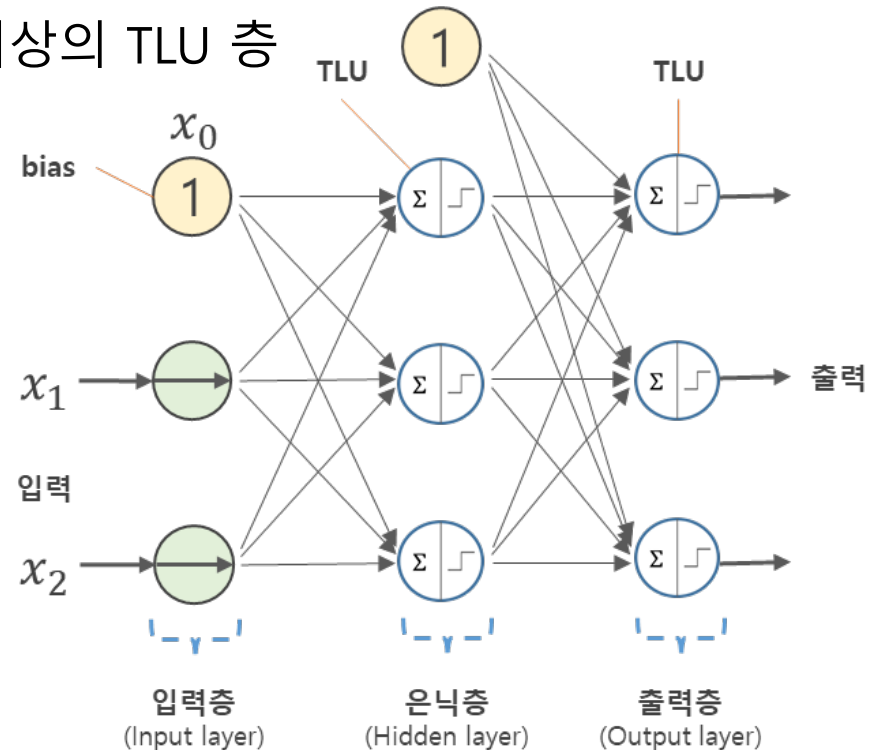 상의 TLU 층
1
TLU
TLU
x₀
bias
1
Σ
Σ
x₁
Σ
Σ
출력
입력
x₂
Σ
Σ
입력층
은닉층
출력층
(Input layer)
(Hidden layer)
(Output layer)